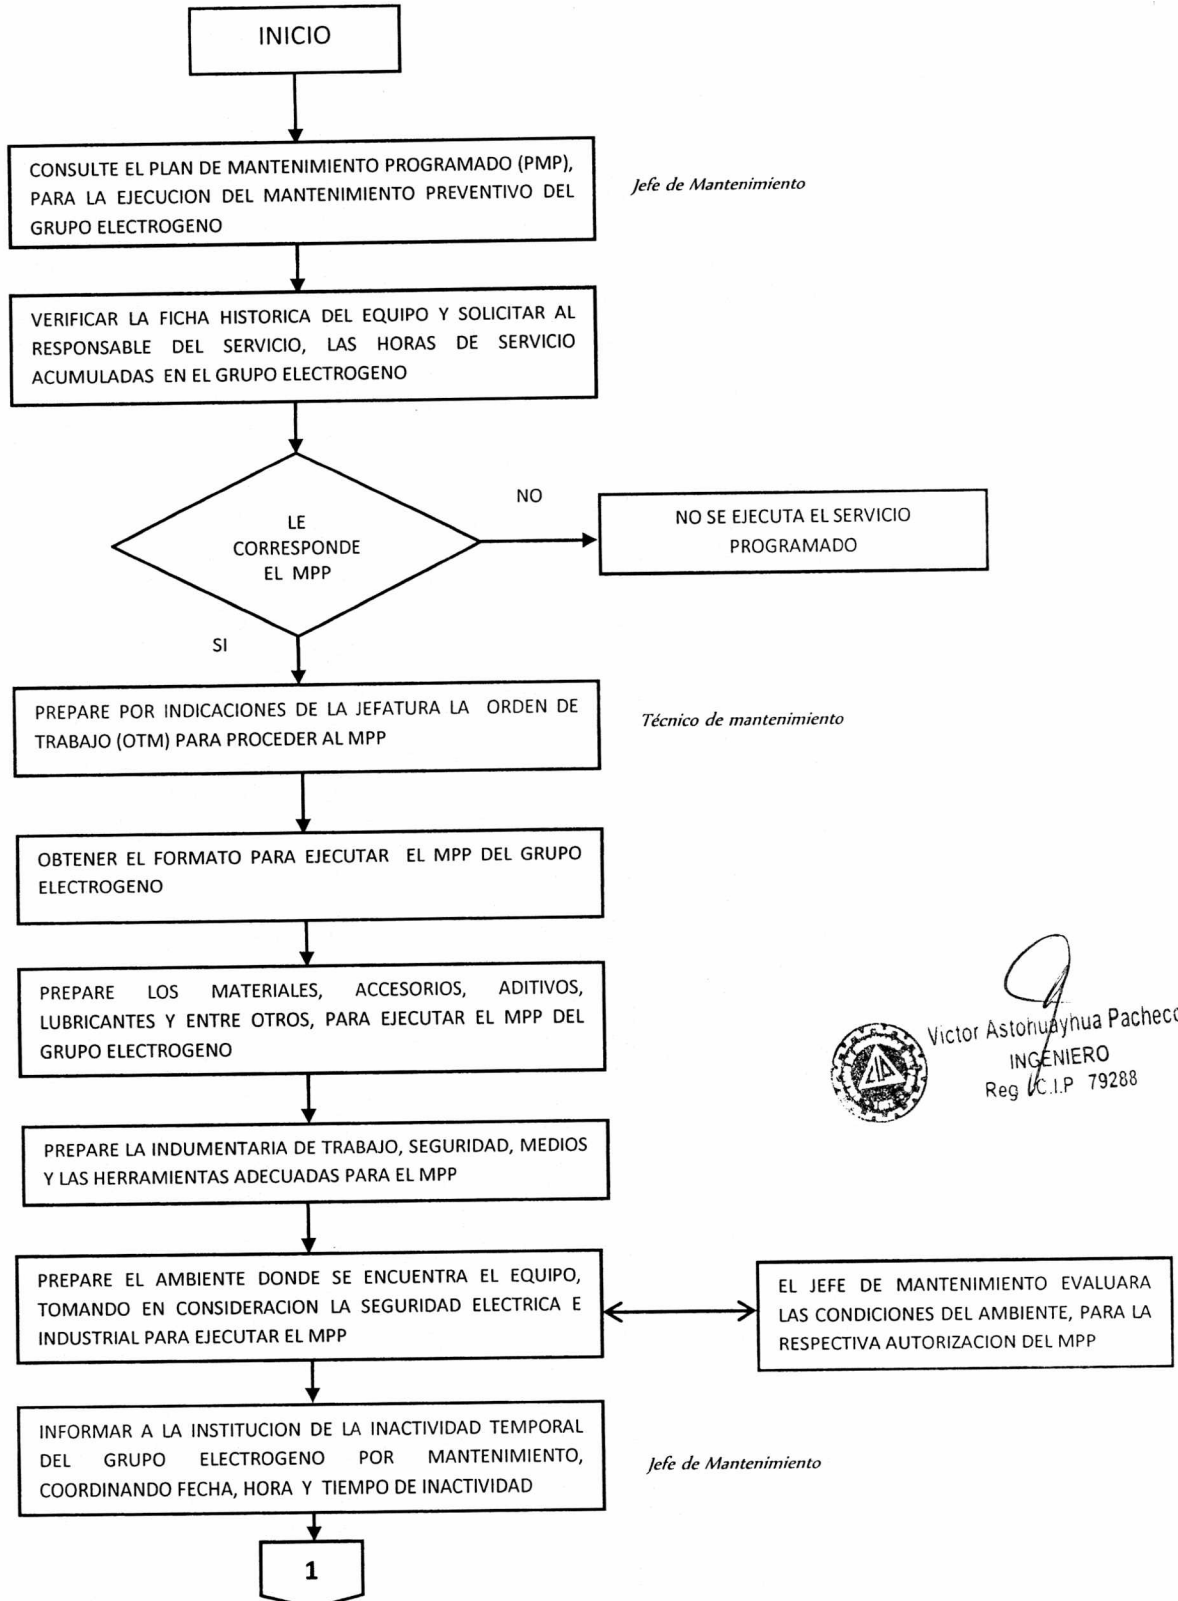 INICIO
CONSULTE EL PLAN DE MANTENIMIENTO PROGRAMADO (PMP),
PARA LA EJECUCION DEL MANTENIMIENTO PREVENTIVO DEL
GRUPO ELECTROGENO
Jefe de Mantenimiento
VERIFICAR LA FICHA HISTORICA DEL EQUIPO Y SOLICITAR AL
RESPONSABLE DEL SERVICIO, LAS HORAS DE SERVICIO
ACUMULADAS EN EL GRUPO ELECTROGENO
LE
CORRESPONDE
EL MPP
NO
NO SE EJECUTA EL SERVICIO
PROGRAMADO
SI
PREPARE POR INDICACIONES DE LA JEFATURA LA ORDEN DE
TRABAJO (OTM) PARA PROCEDER AL MPP
Técnico de mantenimiento
OBTENER EL FORMATO PARA EJECUTAR EL MPP DEL GRUPO
ELECTROGENO
PREPARE LOS MATERIALES, ACCESORIOS, ADITIVOS,
LUBRICANTES Y ENTRE OTROS, PARA EJECUTAR EL MPP DEL
GRUPO ELECTROGENO
Victor Astohuayhua Pacheco
INGENIERO
Reg C.I.P 79288
PREPARE LA INDUMENTARIA DE TRABAJO, SEGURIDAD, MEDIOS
Y LAS HERRAMIENTAS ADECUADAS PARA EL MPP
PREPARE EL AMBIENTE DONDE SE ENCUENTRA EL EQUIPO,
TOMANDO EN CONSIDERACION LA SEGURIDAD ELECTRICA E
INDUSTRIAL PARA EJECUTAR EL MPP
EL JEFE DE MANTENIMIENTO EVALUARA
LAS CONDICIONES DEL AMBIENTE, PARA LA
RESPECTIVA AUTORIZACION DEL MPP
INFORMAR A LA INSTITUCION DE LA INACTIVIDAD TEMPORAL
DEL GRUPO ELECTROGENO POR MANTENIMIENTO,
COORDINANDO FECHA, HORA Y TIEMPO DE INACTIVIDAD
Jefe de Mantenimiento
1